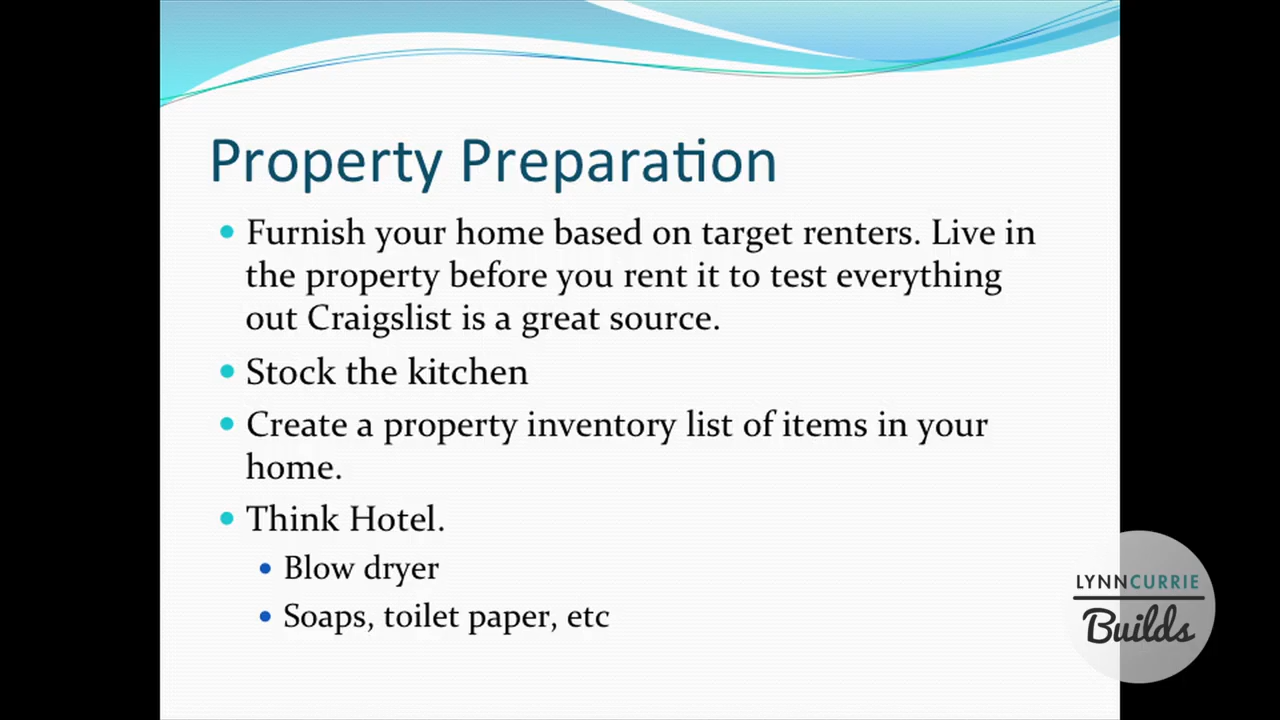 Property Preparation
• Furnish your home based on target renters. Live in
the property before you rent it to test everything
out Craigslist is a great source.
• Stock the kitchen
• Create a property inventory list of items in your
home.
• Think Hotel.
• Blow dryer
• Soaps, toilet paper, etc
LYNNCURRIE
Builds